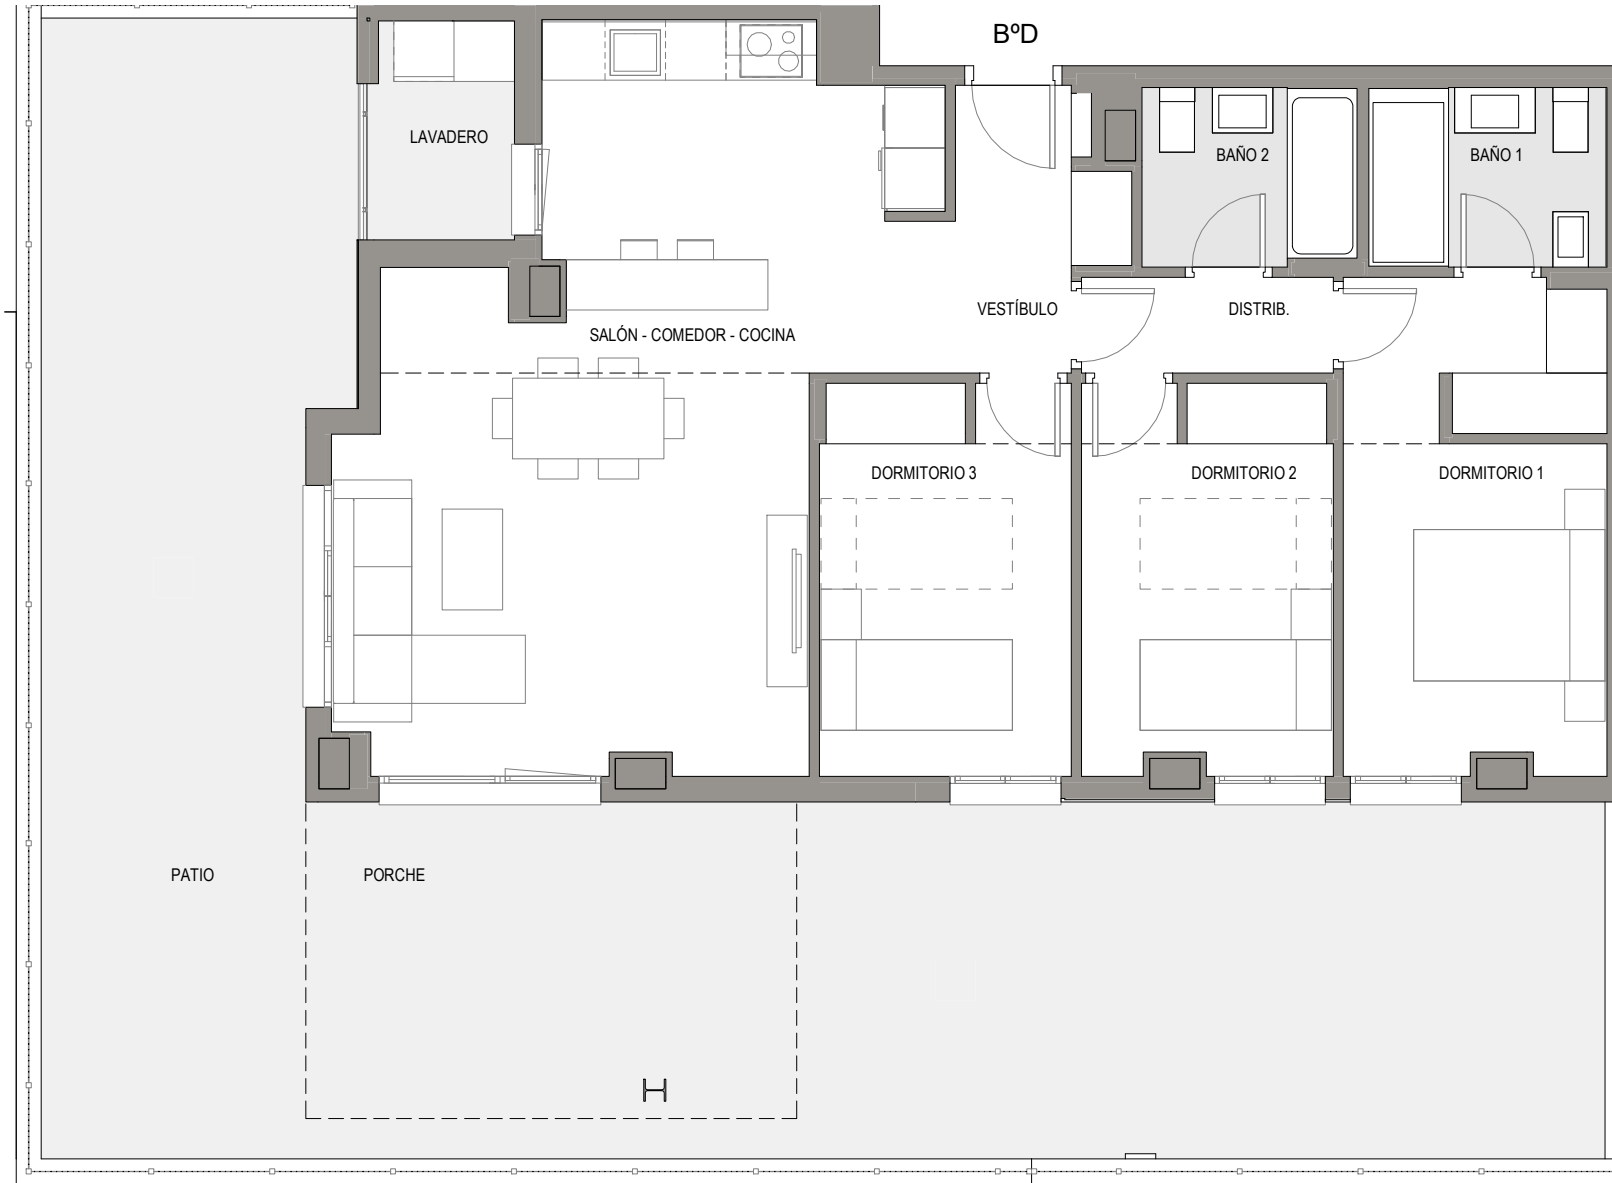 BºD
LAVADERO
BAÑO 2
BAÑO 1
VESTÍBULO
DISTRIB.
SALÓN - COMEDOR - COCINA
DORMITORIO 3
DORMITORIO 2
DORMITORIO 1
PATIO
PORCHE